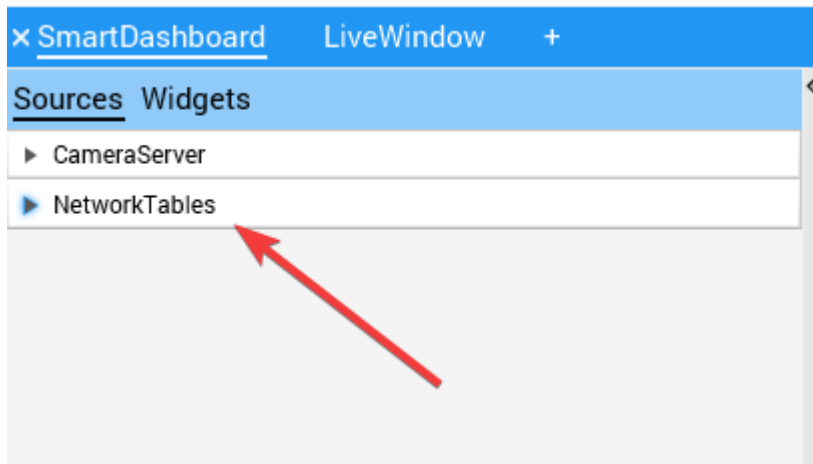 × SmartDashboard LiveWindow +
Sources Widgets
CameraServer
NetworkTables